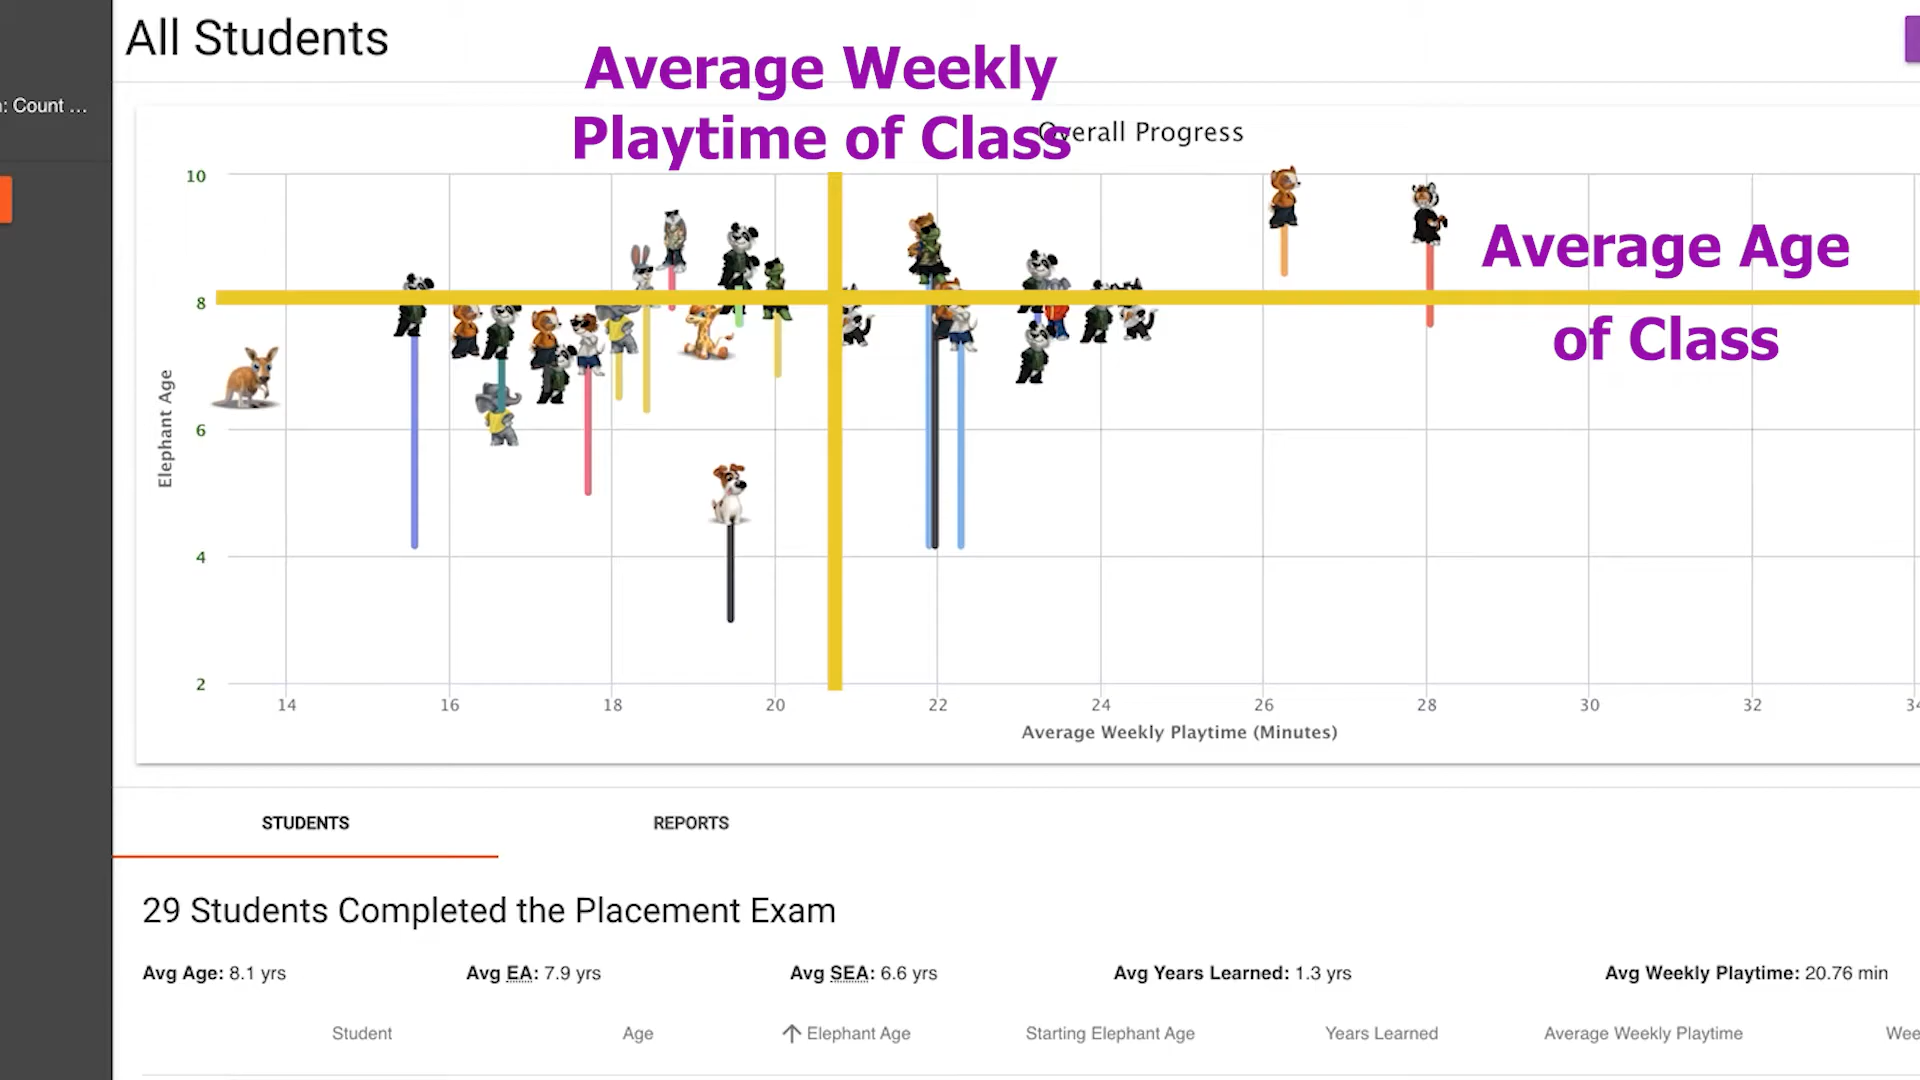 All Students
: Count ...
Average Weekly
Playtime of Class
Overall Progress
Average Age
of Class
10
8
6
4
2
Elephant Age
14 16 18 20 22 24 26 28 30 32
Average Weekly Playtime (Minutes)
STUDENTS REPORTS
29 Students Completed the Placement Exam
Avg Age: 8.1 yrs Avg EA: 7.9 yrs Avg SEA: 6.6 yrs Avg Years Learned: 1.3 yrs Avg Weekly Playtime: 20.76 min
Student Age ↑ Elephant Age Starting Elephant Age Years Learned Average Weekly Playtime